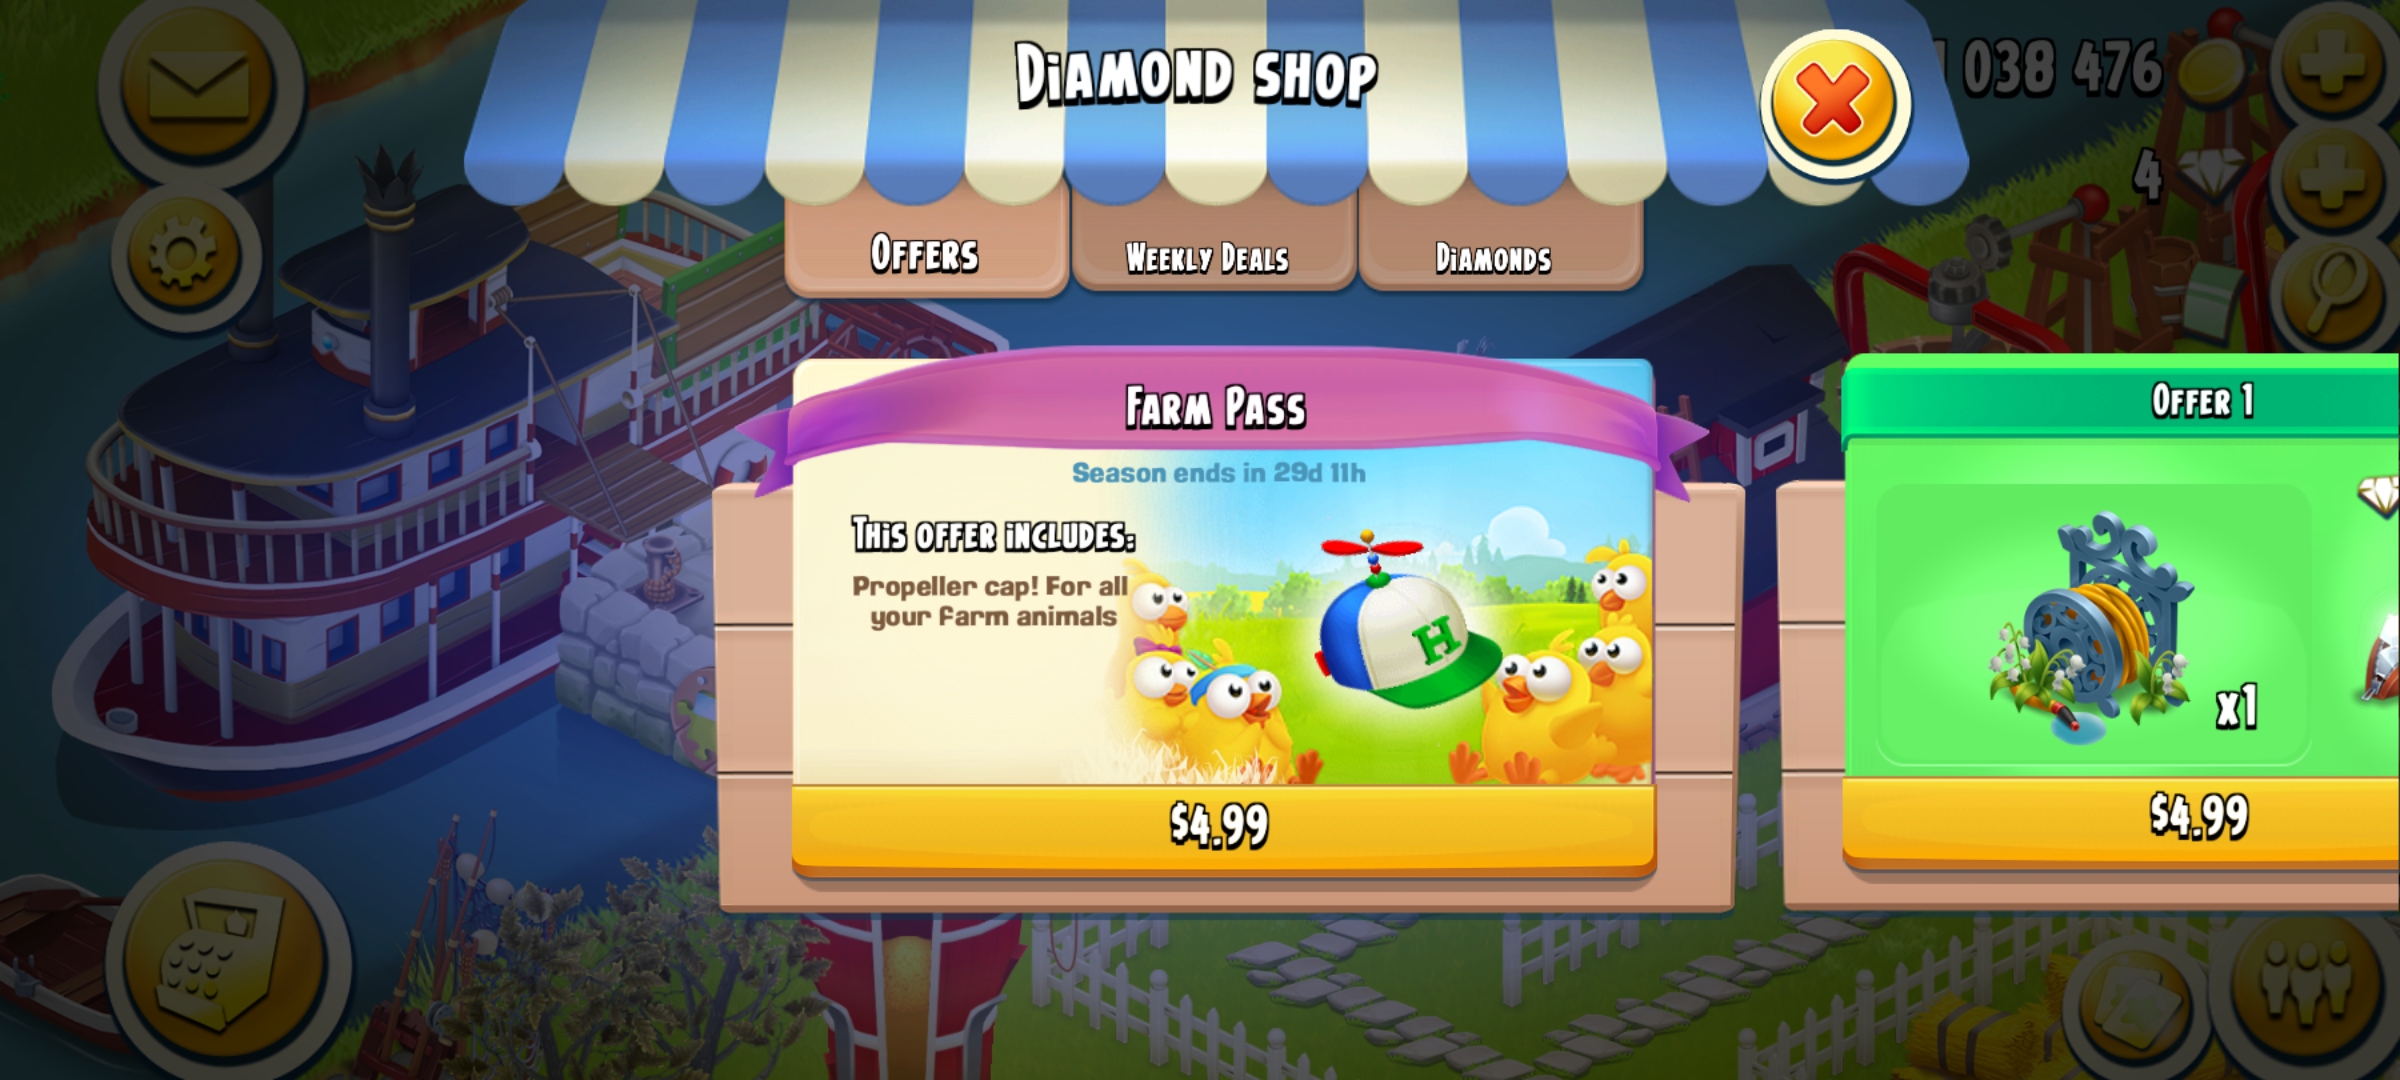 DIAMOND SHOP
038 476
4
OFFERS
WEEKLY DEALS
DIAMONDS
FARM PASS
Season ends in 29d 11h
THIS OFFER INCLUDES:
Propeller cap! For all
your farm animals
H
$4.99
OFFER 1
x1
$4.99